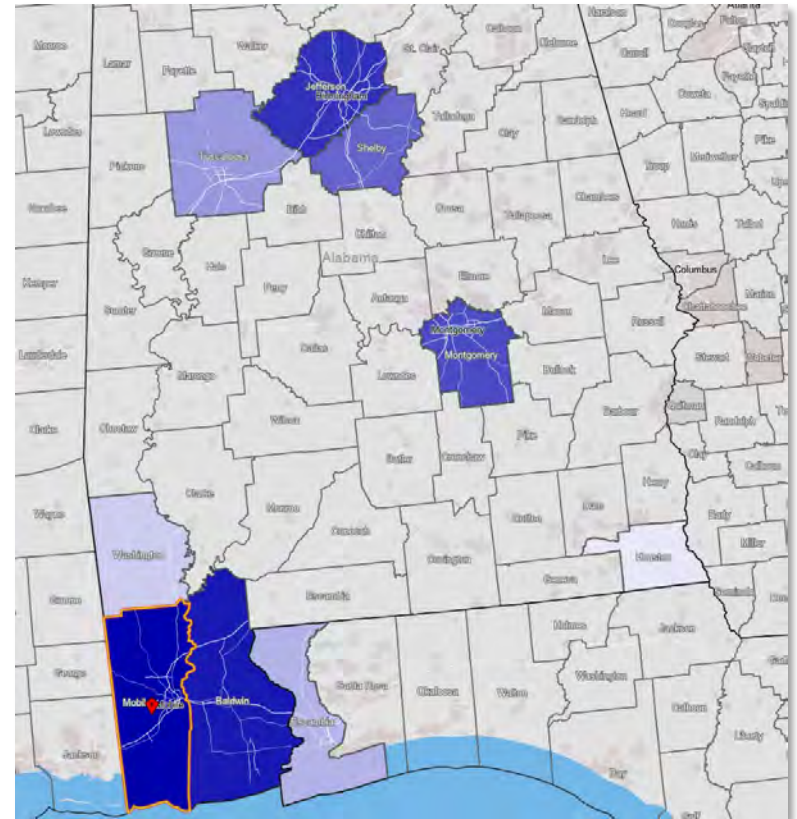 Atlanta
Calhoun
Douglas
Fulton
Monroe
Walker
St. Clair
Cleburne
Carroll
Clayton
Lamar
Fayette
Jefferson
Birmingham
Fayette
Coweta
Lowndes
Tuscaloosa
Shelby
Talladega
Clay
Randolph
Heard
Pike
Pickens
Troup
Meriwether
Bibb
Coosa
Tallapoosa
Chambers
Harris
Talbot
Greene
Chilton
Hale
Alabama
Lee
Columbus
Kemper
Perry
Elmore
Sumter
Autauga
Macon
Chattahoochee
Marion
Montgomery
Russell
Lauderdale
Dallas
Montgomery
Stewart
Webster
Marengo
Lowndes
Bullock
Quitman
Clarke
Choctaw
Wilcox
Barbour
Randolph
Pike
Butler
Crenshaw
Clay
Calhoun
Clarke
Monroe
Henry
Wayne
Conecuh
Coffee
Dale
Early
Washington
Covington
Houston
Miller
Geneva
Greene
Escambia
Seminole
Holmes
Jackson
George
Mobil
Mobile
Baldwin
Santa Rosa
Okaloosa
Walton
Washington
Escambia
Calhoun
Jackson
Liberty
Bay
Gulf